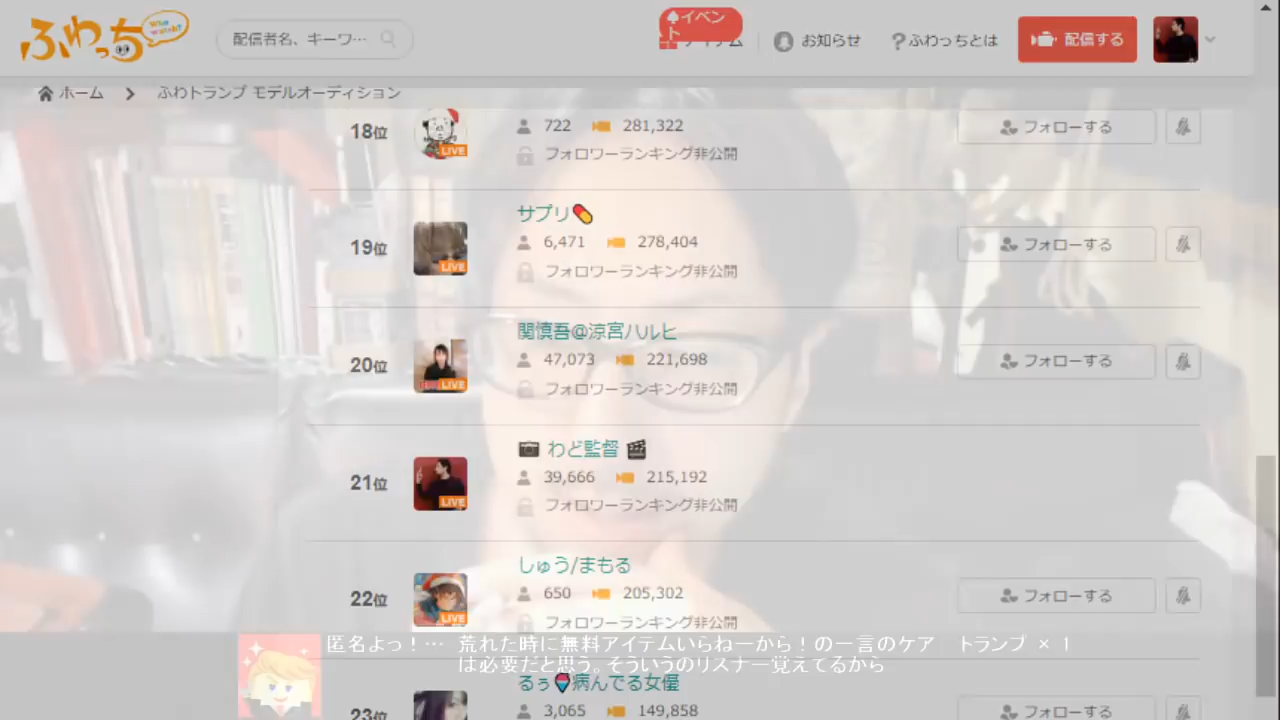 ふわっち
Who watch?
配信者名、キーワ…
イベント
アイテム
お知らせ
?ふわっちとは
配信する
ホーム
ふわトランプ モデルオーディション
18位
LIVE
722 281,322
フォロワーランキング非公開
フォローする
サプリ
19位
LIVE
6,471 278,404
フォロワーランキング非公開
フォローする
関慎吾@涼宮ハルヒ
20位
LIVE
47,073 221,698
フォロワーランキング非公開
フォローする
わど監督
21位
LIVE
39,666 215,192
フォロワーランキング非公開
しゅう/まもる
22位
LIVE
650 205,302
フォロワーランキング非公開
フォローする
匿名よっ!… 荒れた時に無料アイテムいらねーから!の一言のケア トランプ × 1
は必要だと思う。そういうのリスナー覚えてるから
るぅ 病んでる女優
23位
3,065 149,858
フォローする